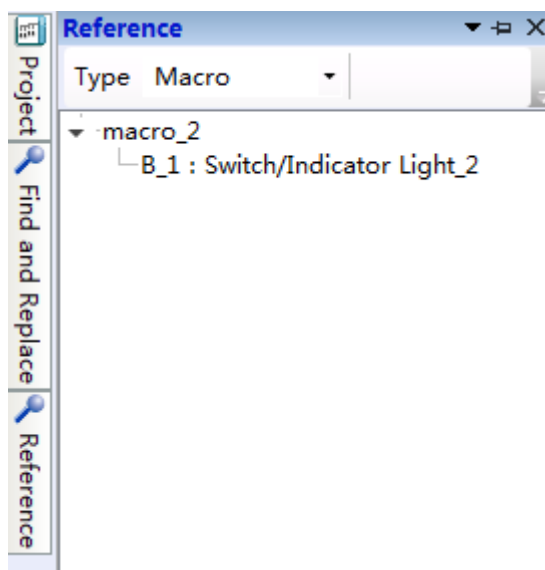 Reference
Type Macro
macro_2
B_1 : Switch/Indicator Light_2
Project
Find and Replace
Reference